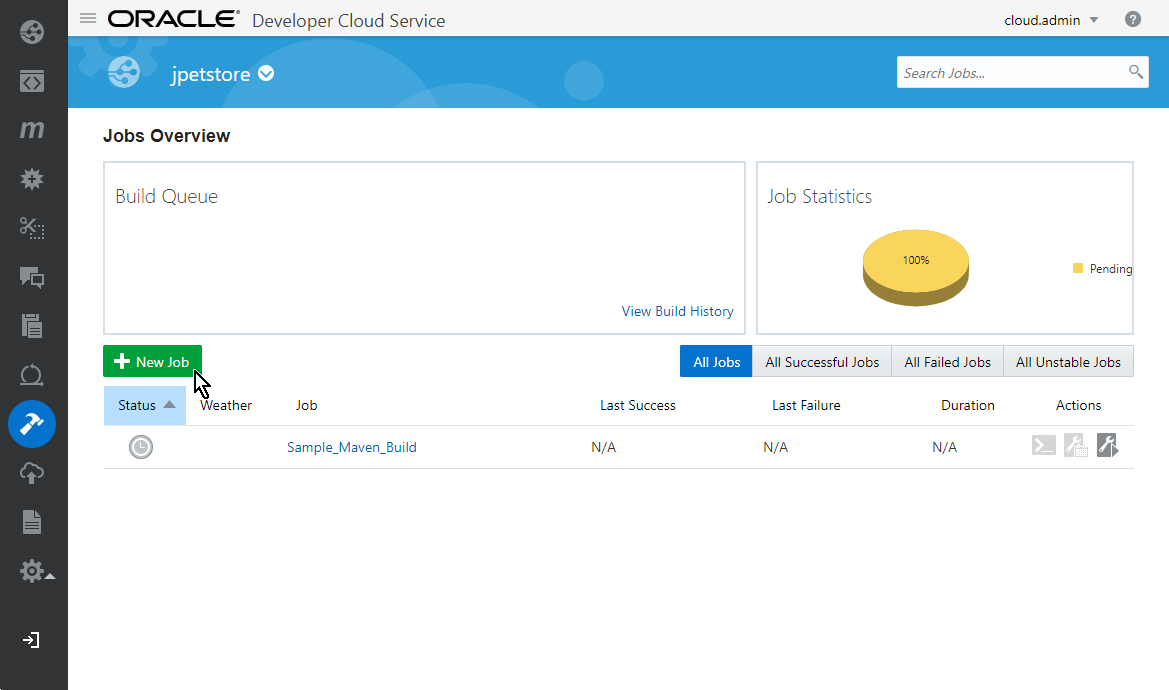 ORACLE® Developer Cloud Service
cloud.admin
?
jpetstore
Search Jobs...
m
Jobs Overview
Build Queue
View Build History
Job Statistics
100%
Pending
New Job
All Jobs All Successful Jobs All Failed Jobs All Unstable Jobs
Status Weather Job Last Success Last Failure Duration Actions
Sample_Maven_Build N/A N/A N/A